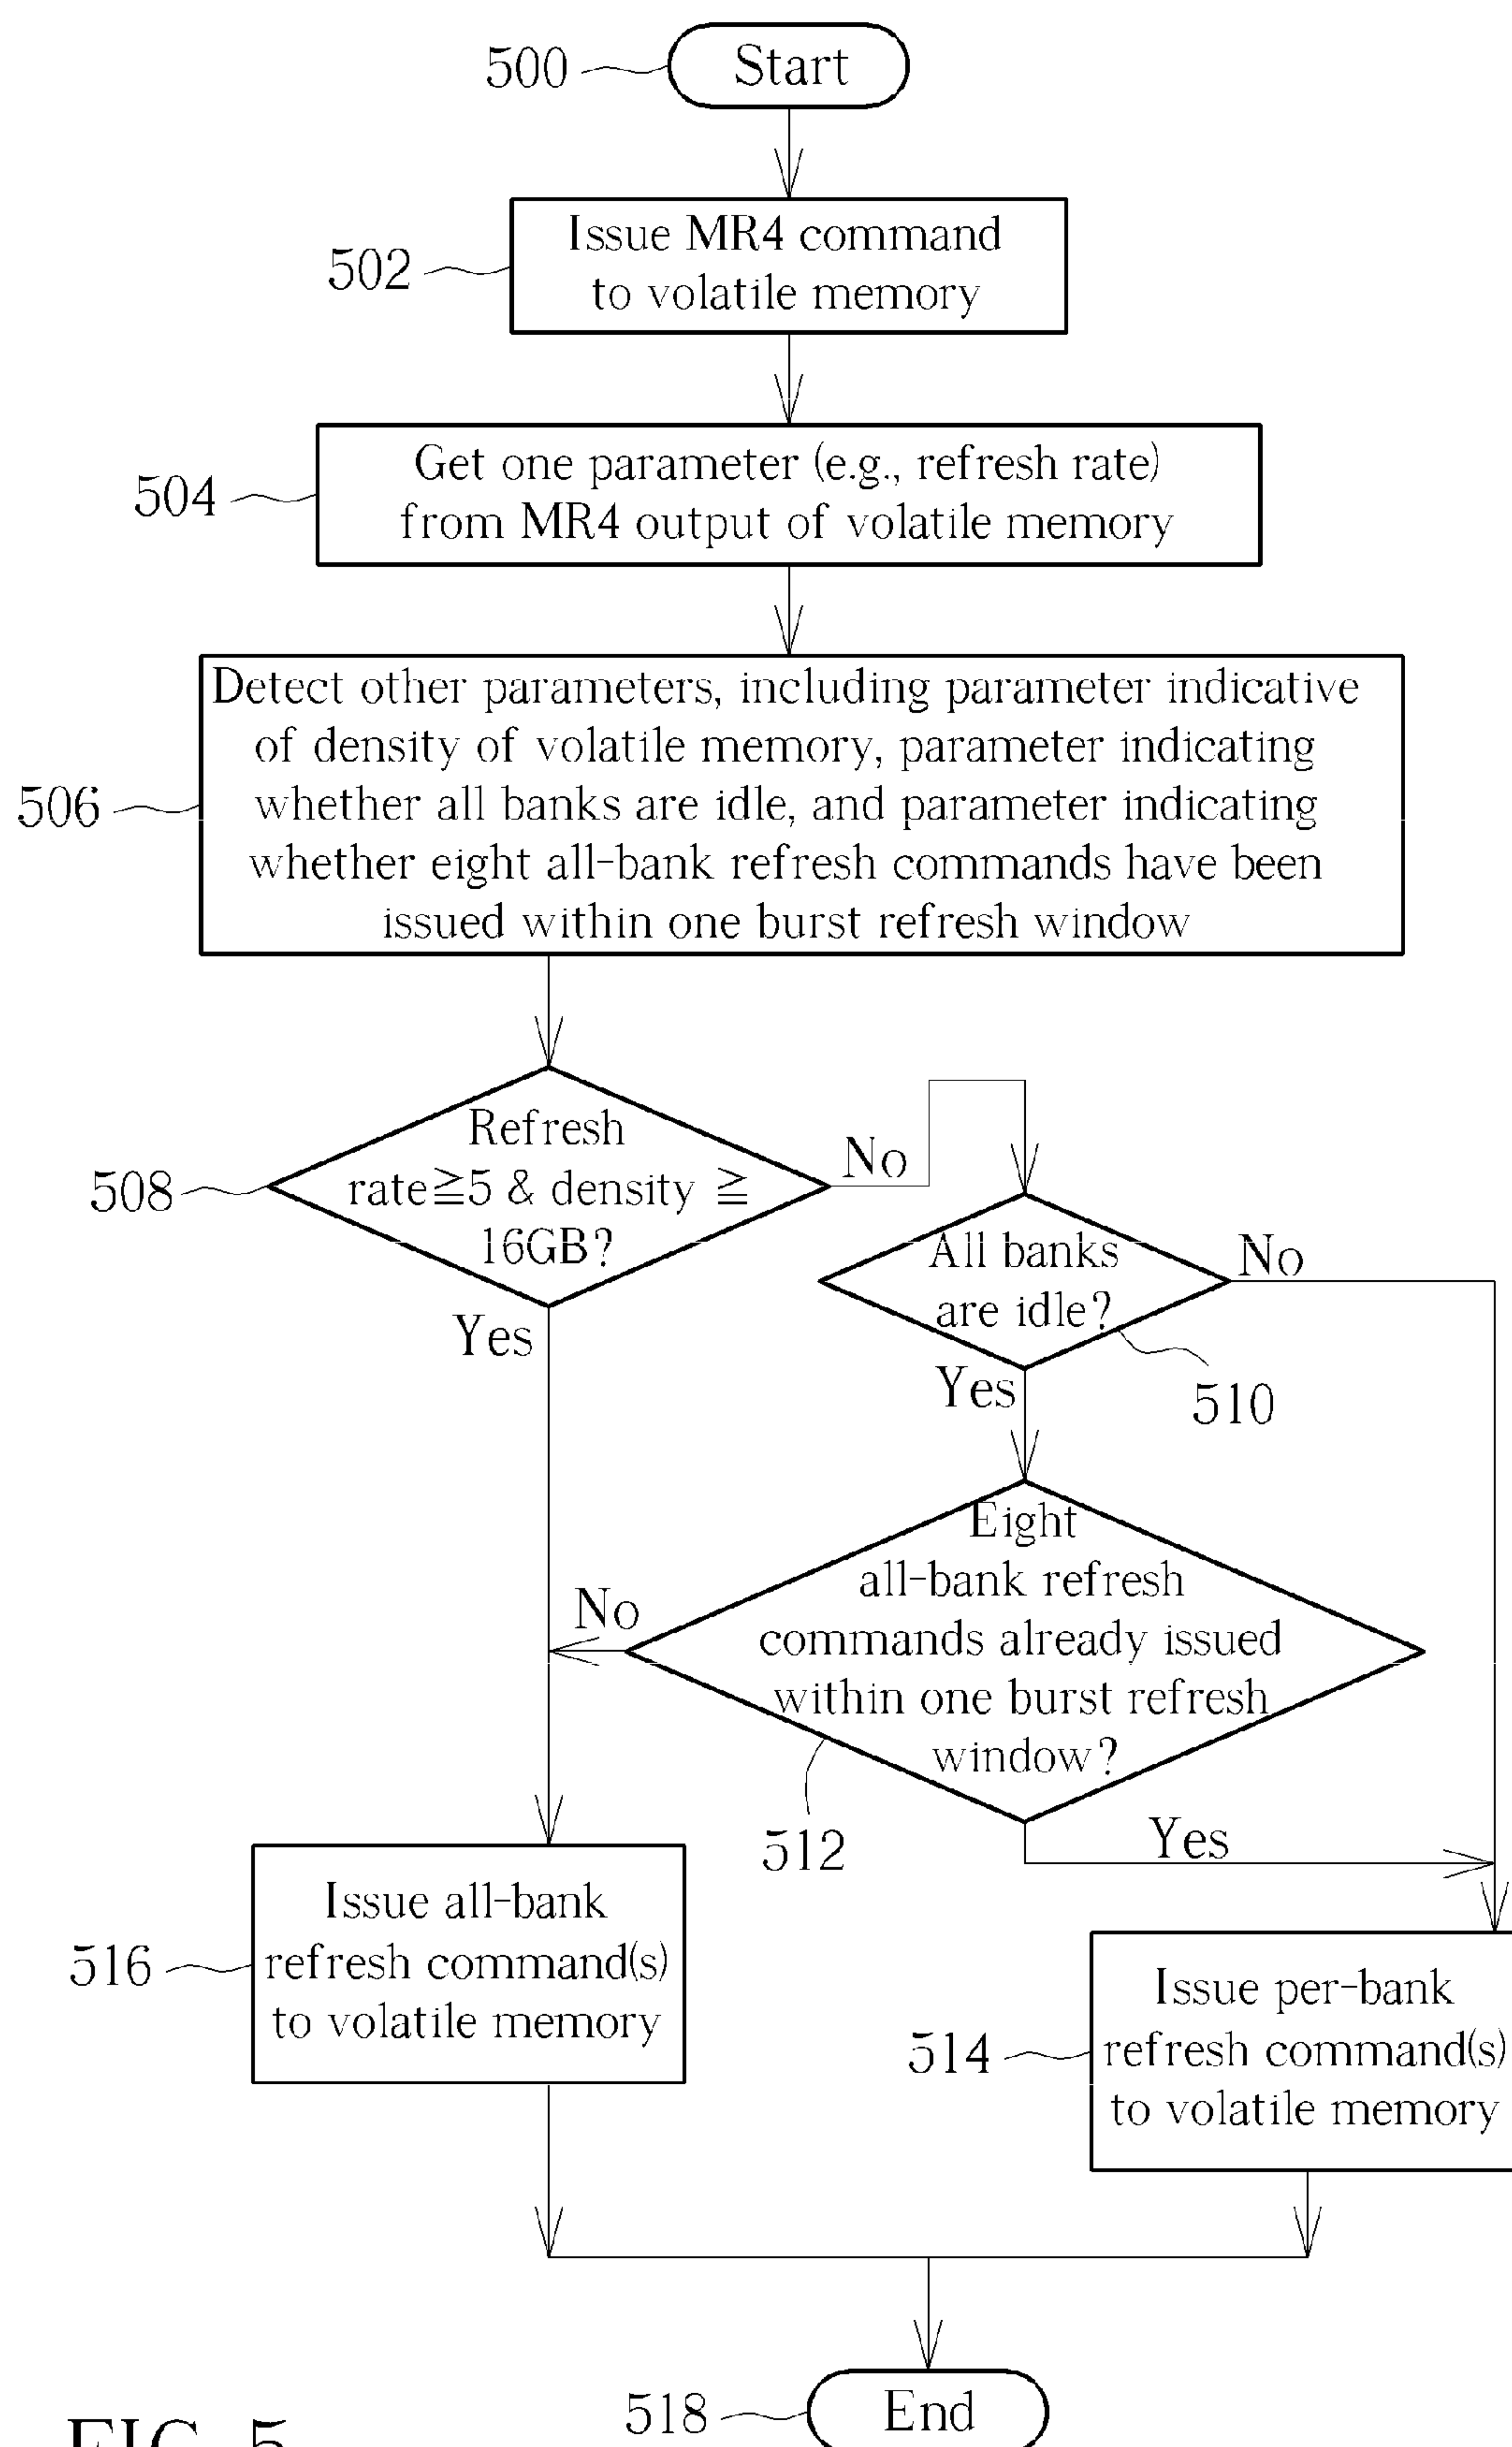 500
Start
502
Issue MR4 command
to volatile memory
504
Get one parameter (e.g., refresh rate)
from MR4 output of volatile memory
506
Detect other parameters, including parameter indicative
of density of volatile memory, parameter indicating
whether all banks are idle, and parameter indicating
whether eight all-bank refresh commands have been
issued within one burst refresh window
508
Refresh
rate≧5 & density ≧
16GB?
No
Yes
All banks
are idle?
No
Yes
510
Eight
all-bank refresh
commands already issued
within one burst refresh
window?
No
512
Yes
516
Issue all-bank
refresh command(s)
to volatile memory
514
Issue per-bank
refresh command(s)
to volatile memory
518
End
FIG. 5